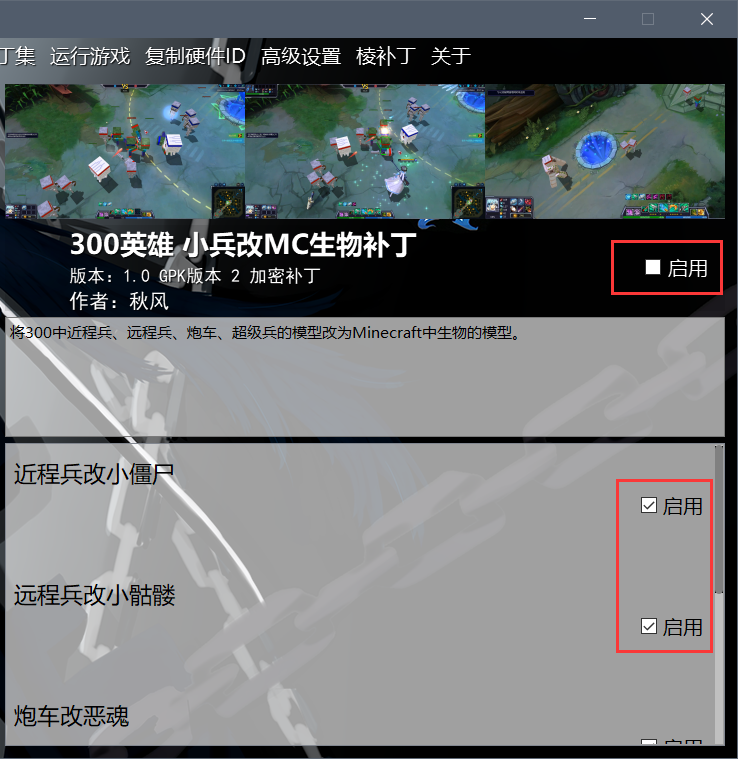 丁集 运行游戏 复制硬件ID 高级设置 棱补丁 关于
300英雄 小兵改MC生物补丁
版本：1.0 GPK版本 2 加密补丁
作者：秋风
启用
将300中近程兵、远程兵、炮车、超级兵的模型改为Minecraft中生物的模型。
近程兵改小僵尸
启用
远程兵改小骷髅
启用
炮车改恶魂
启用